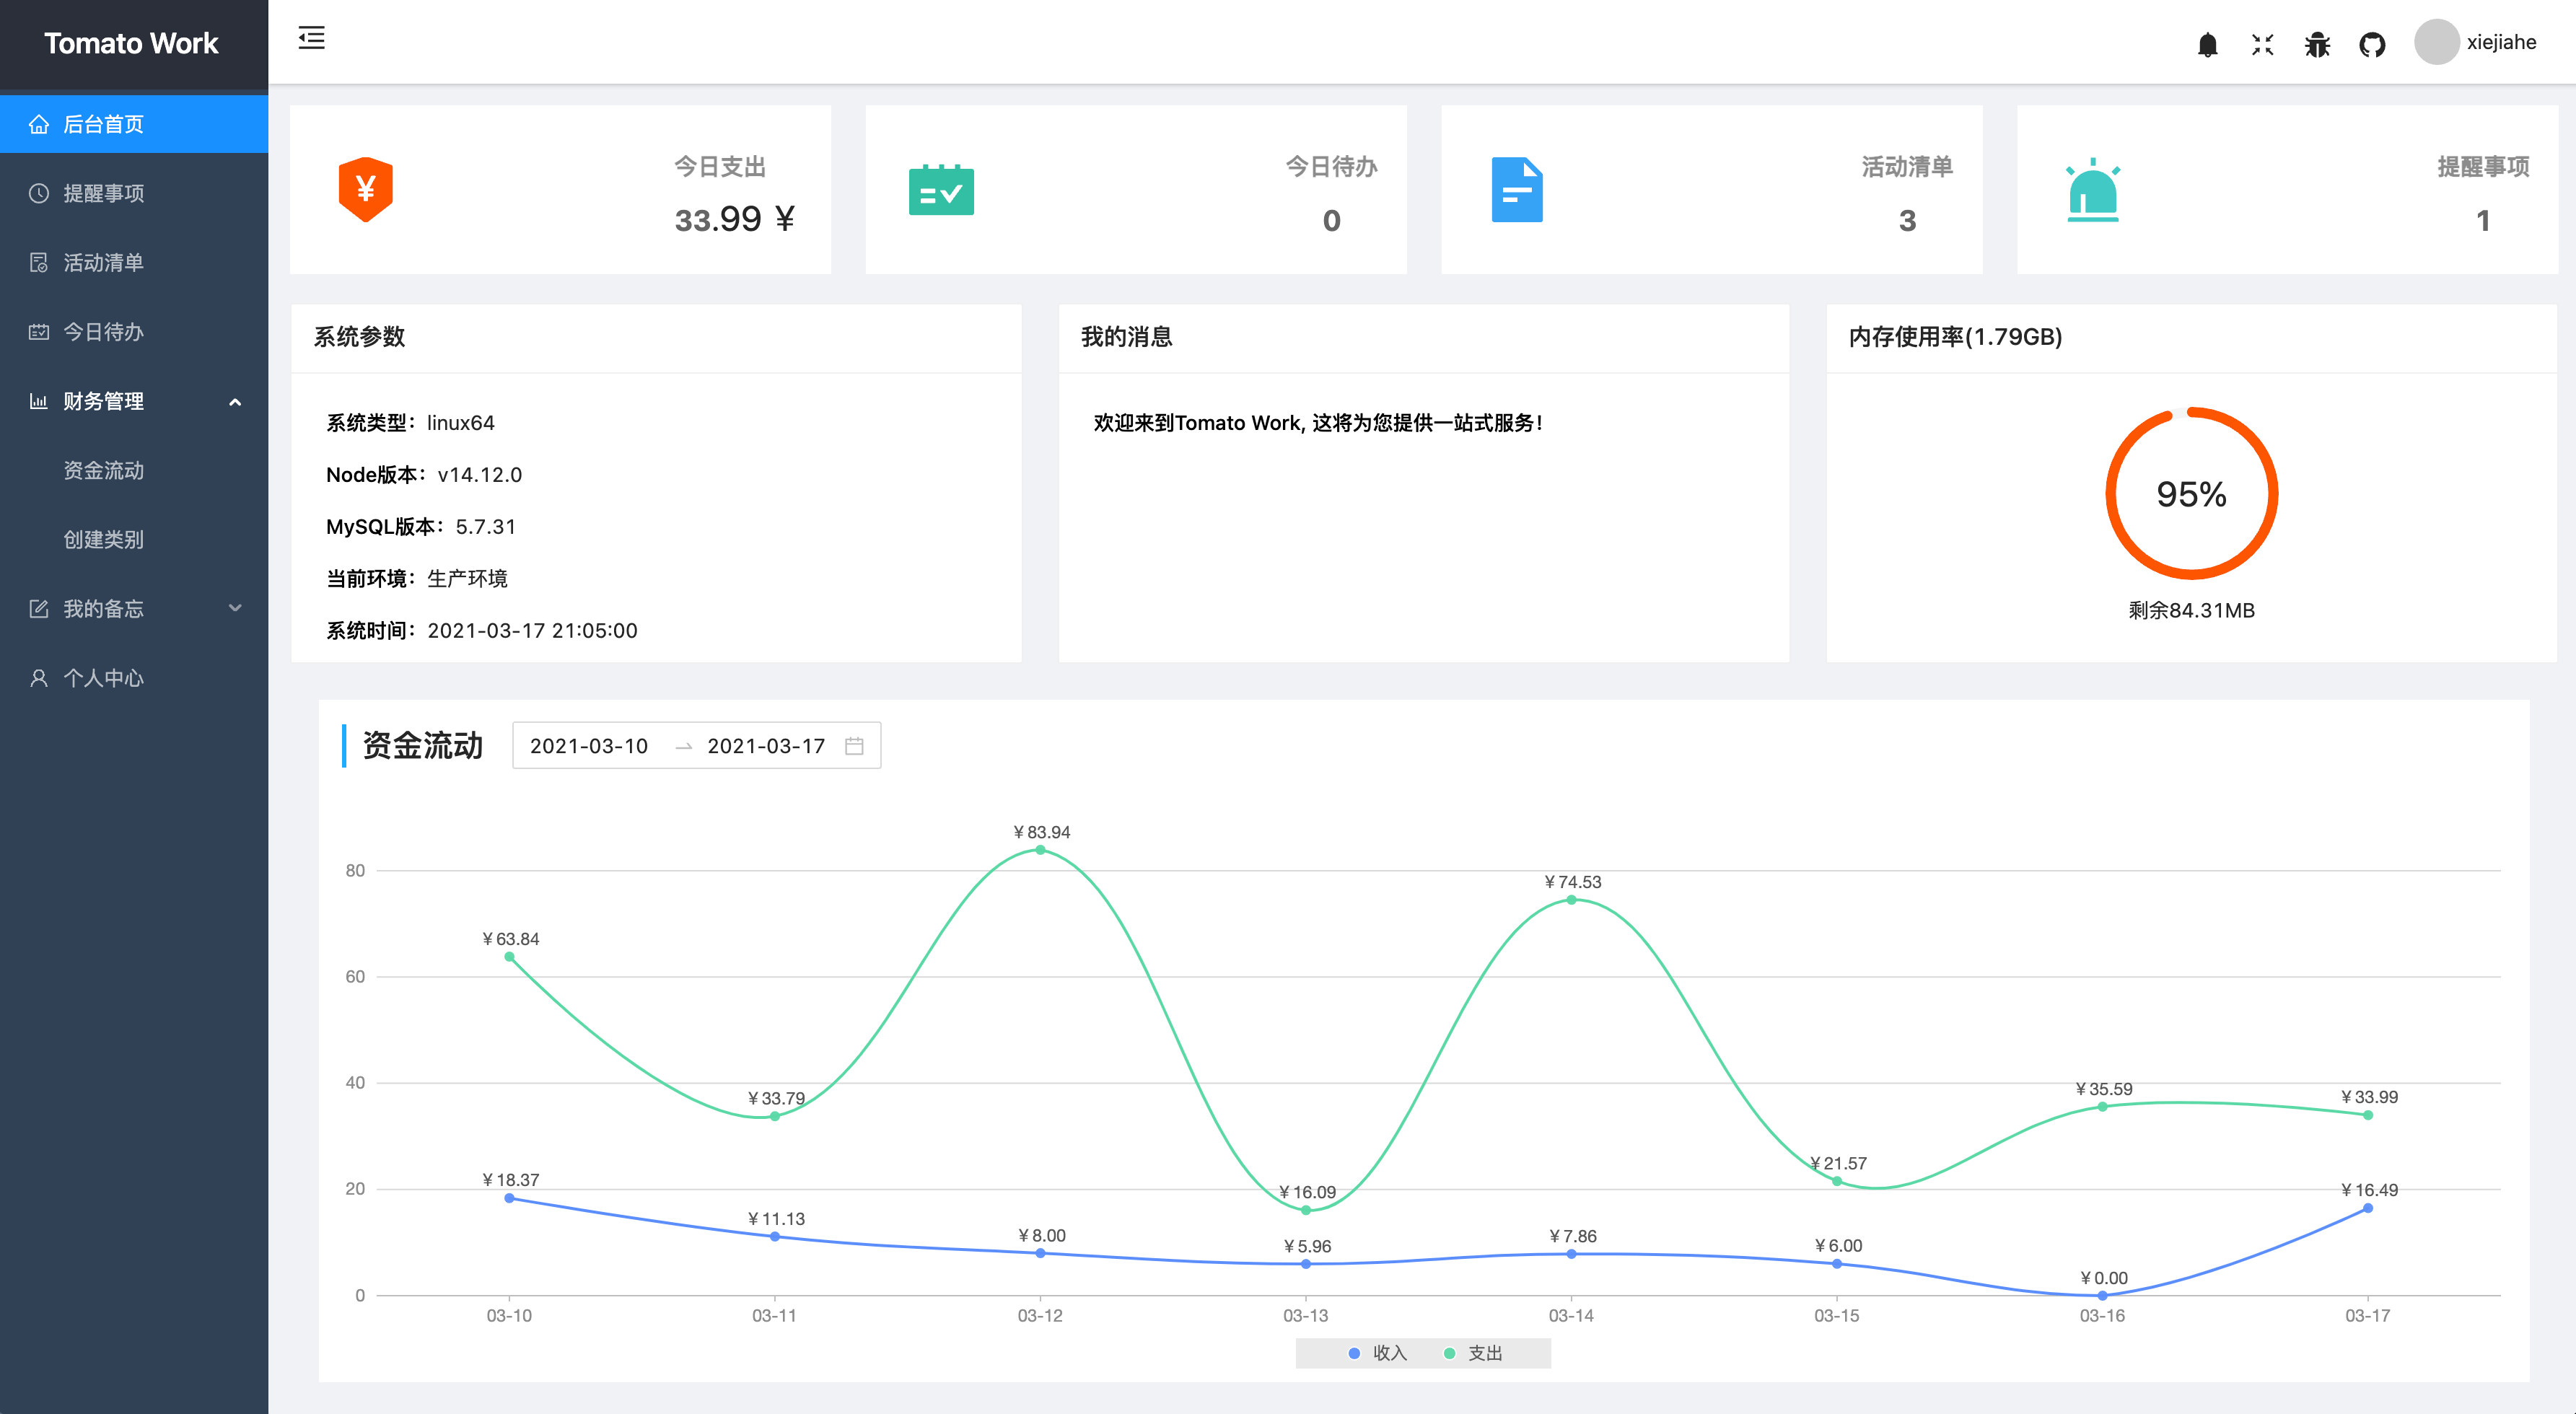 Tomato Work
xiejiahe
后台首页
提醒事项
活动清单
今日待办
财务管理
资金流动
创建类别
我的备忘
个人中心
¥
今日支出
33.99 ¥
今日待办
0
活动清单
3
提醒事项
1
系统参数
系统类型：linux64
Node版本：v14.12.0
MySQL版本：5.7.31
当前环境：生产环境
系统时间：2021-03-17 21:05:00
我的消息
欢迎来到Tomato Work, 这将为您提供一站式服务!
内存使用率(1.79GB)
95%
剩余84.31MB
资金流动
2021-03-10 → 2021-03-17
80
60
40
20
0
¥ 63.84
¥ 33.79
¥ 83.94
¥ 16.09
¥ 74.53
¥ 21.57
¥ 35.59
¥ 33.99
¥ 18.37
¥ 11.13
¥ 8.00
¥ 5.96
¥ 7.86
¥ 6.00
¥ 0.00
¥ 16.49
03-10
03-11
03-12
03-13
03-14
03-15
03-16
03-17
收入
支出